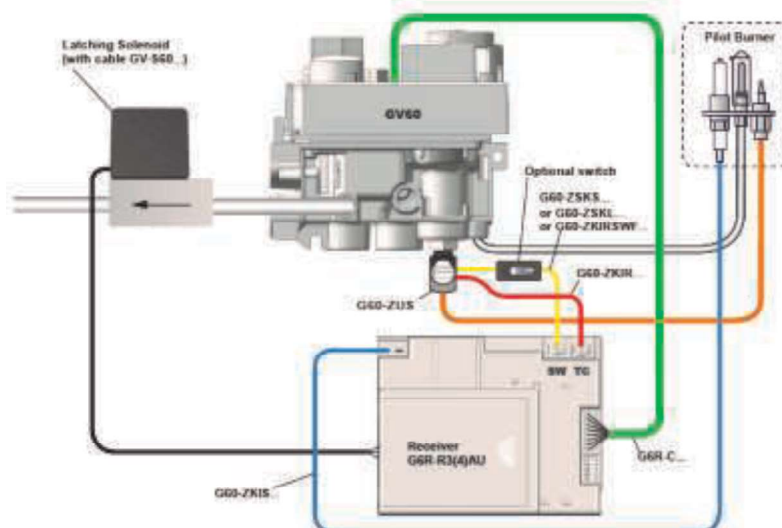 Latching Solenoid
(with cable GV-S60...)
Pilot Burner
GV60
Optional switch
G60-ZSKS...
or G60-ZSKL...
or G60-ZKIRSWF...
G60-ZKIR...
G60-ZUS
SW TC
Receiver
G6R-R3(4)AU
G6R-C...
G60-ZKIS...